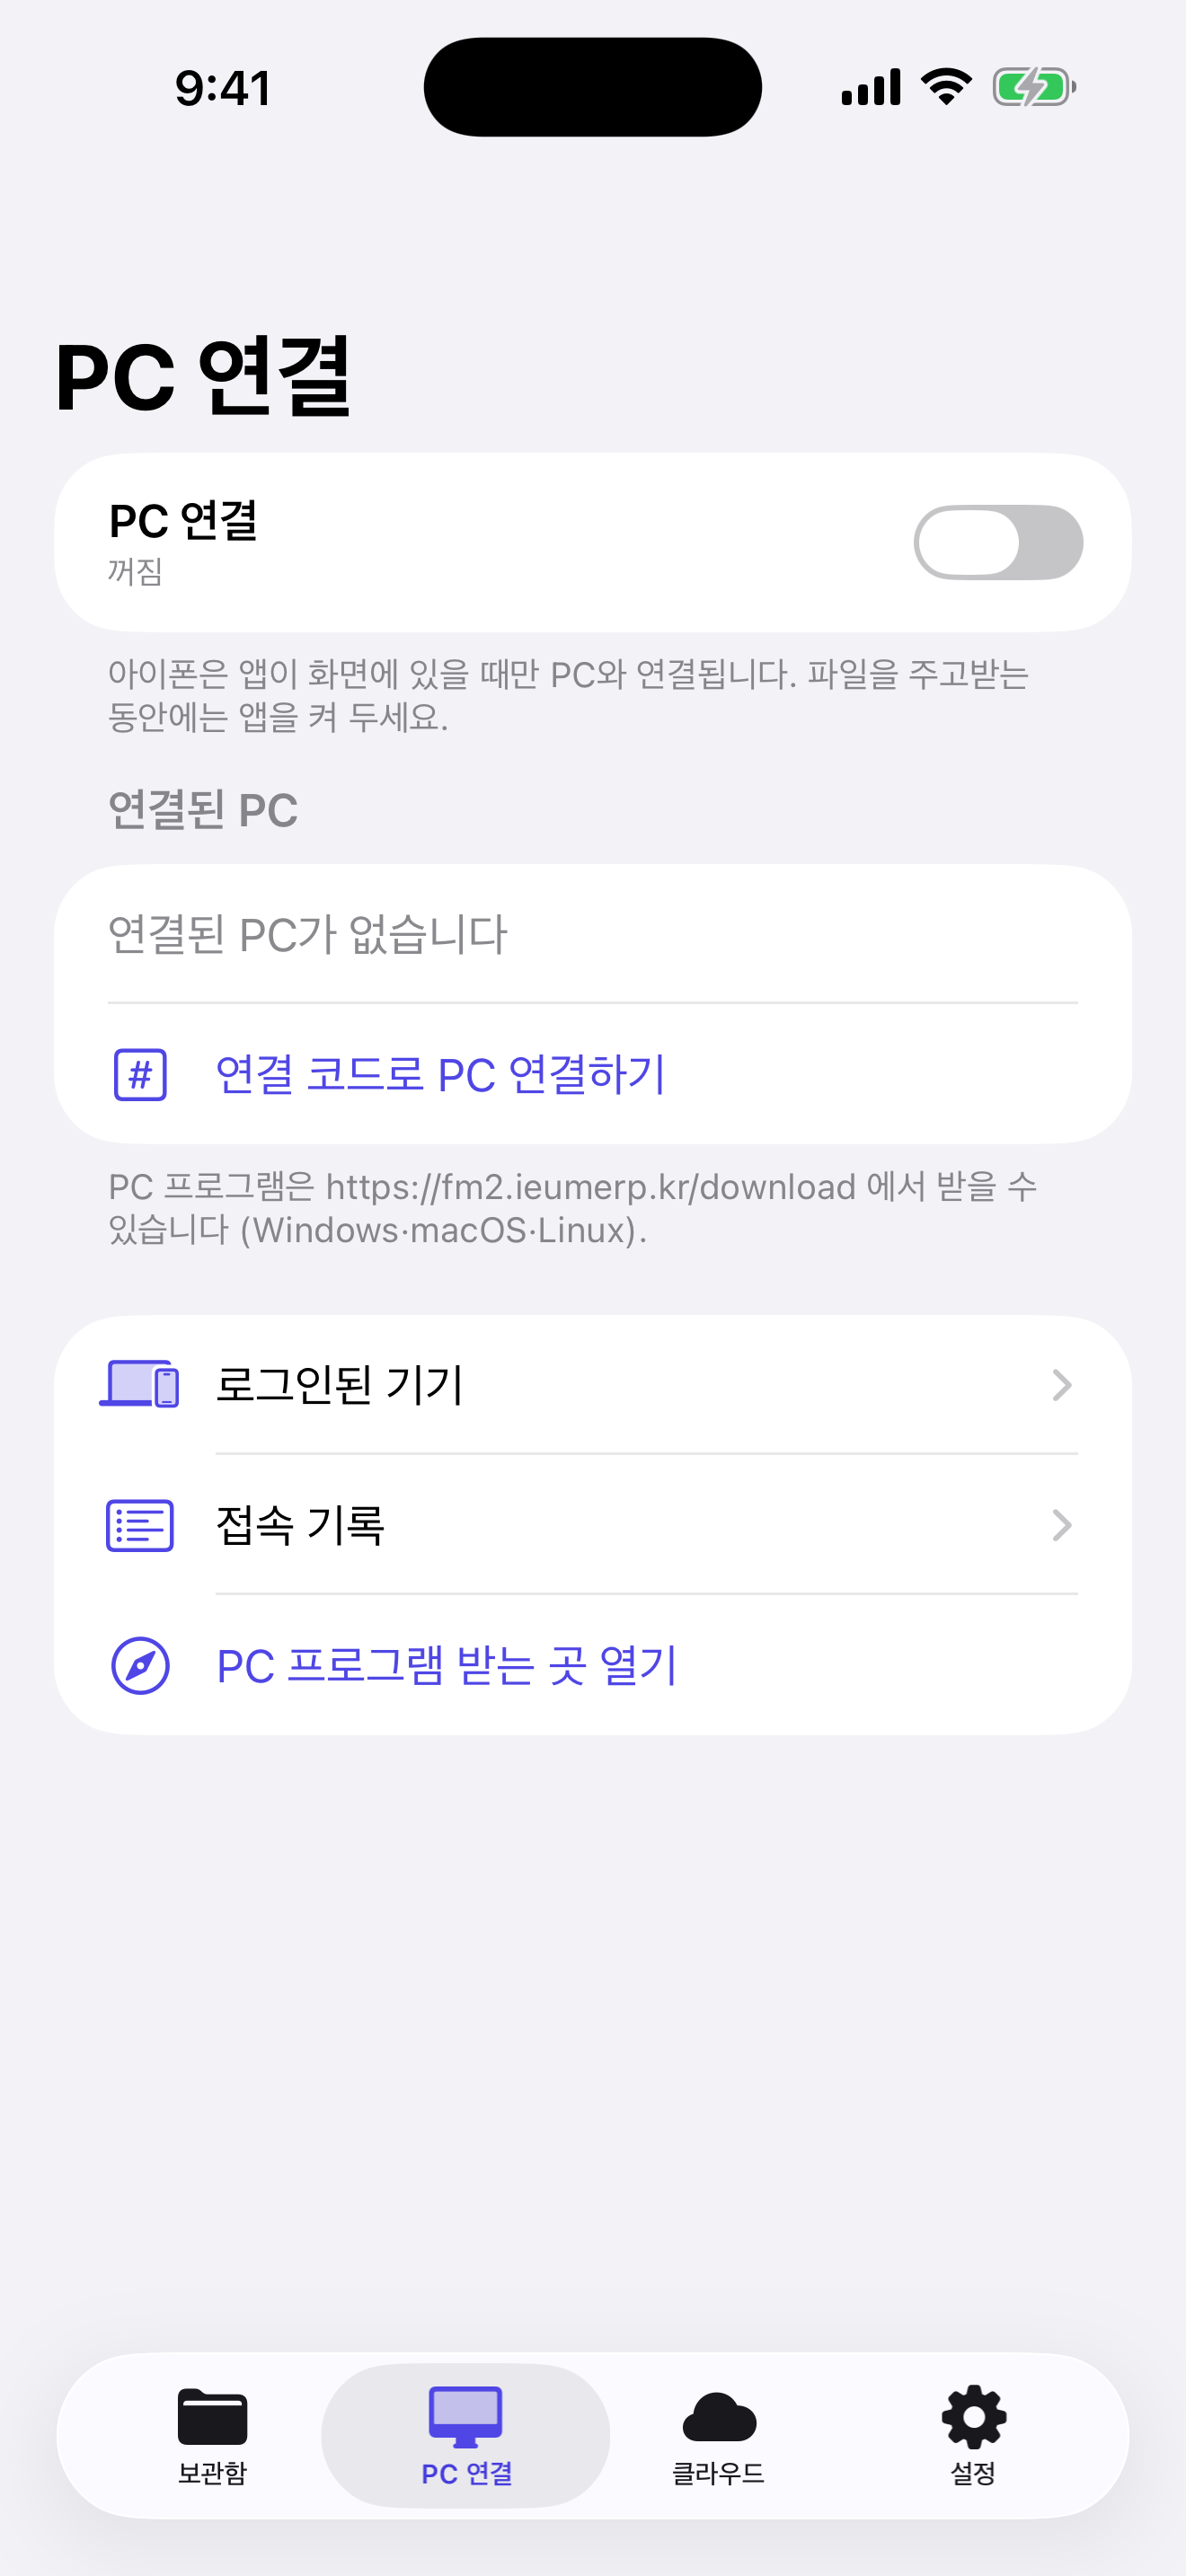 9:41
PC 연결
PC 연결
꺼짐
아이폰은 앱이 화면에 있을 때만 PC와 연결됩니다. 파일을 주고받는
동안에는 앱을 켜 두세요.
연결된 PC
연결된 PC가 없습니다
# 연결 코드로 PC 연결하기
PC 프로그램은 https://fm2.ieumerp.kr/download 에서 받을 수
있습니다 (Windows·macOS·Linux).
로그인된 기기
접속 기록
PC 프로그램 받는 곳 열기
보관함 PC 연결 클라우드 설정